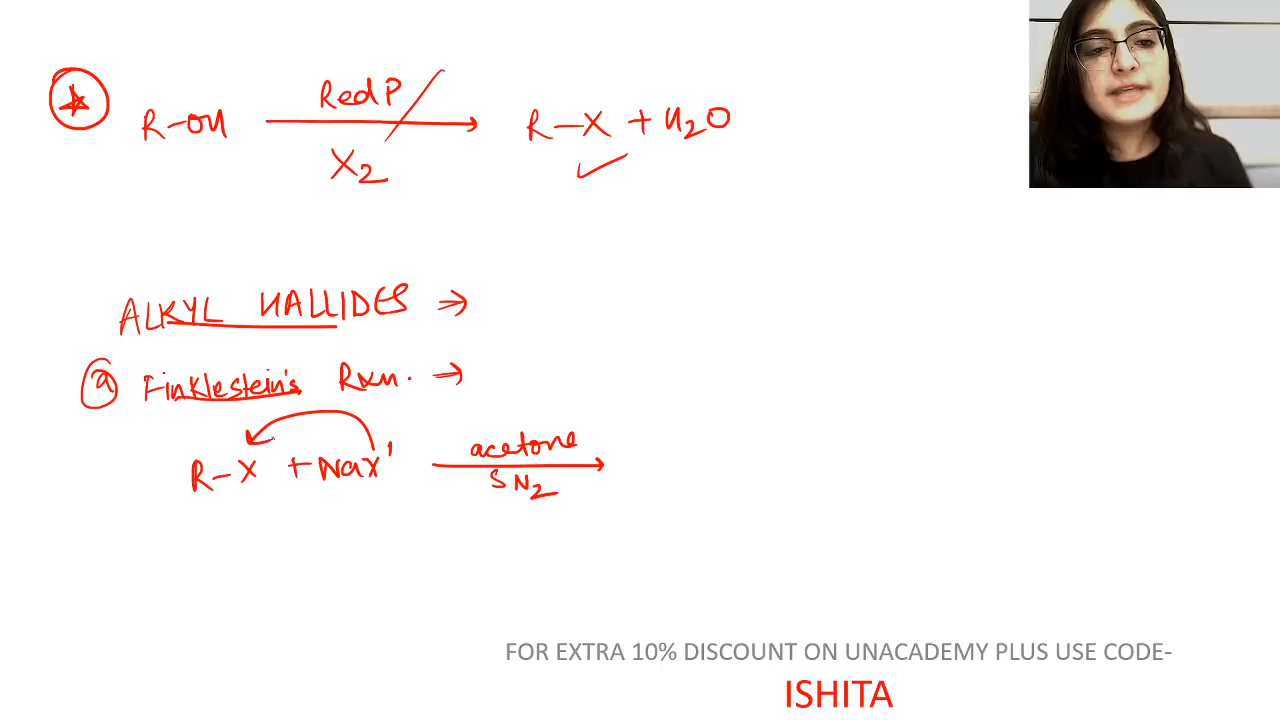 R-OH Red P X2 → R-X + H2O
ALKYL HALLIDES →
a Finklestein's Rxn. →
R-X + NaX' acetone SN2 →
FOR EXTRA 10% DISCOUNT ON UNACADEMY PLUS USE CODE-
ISHITA